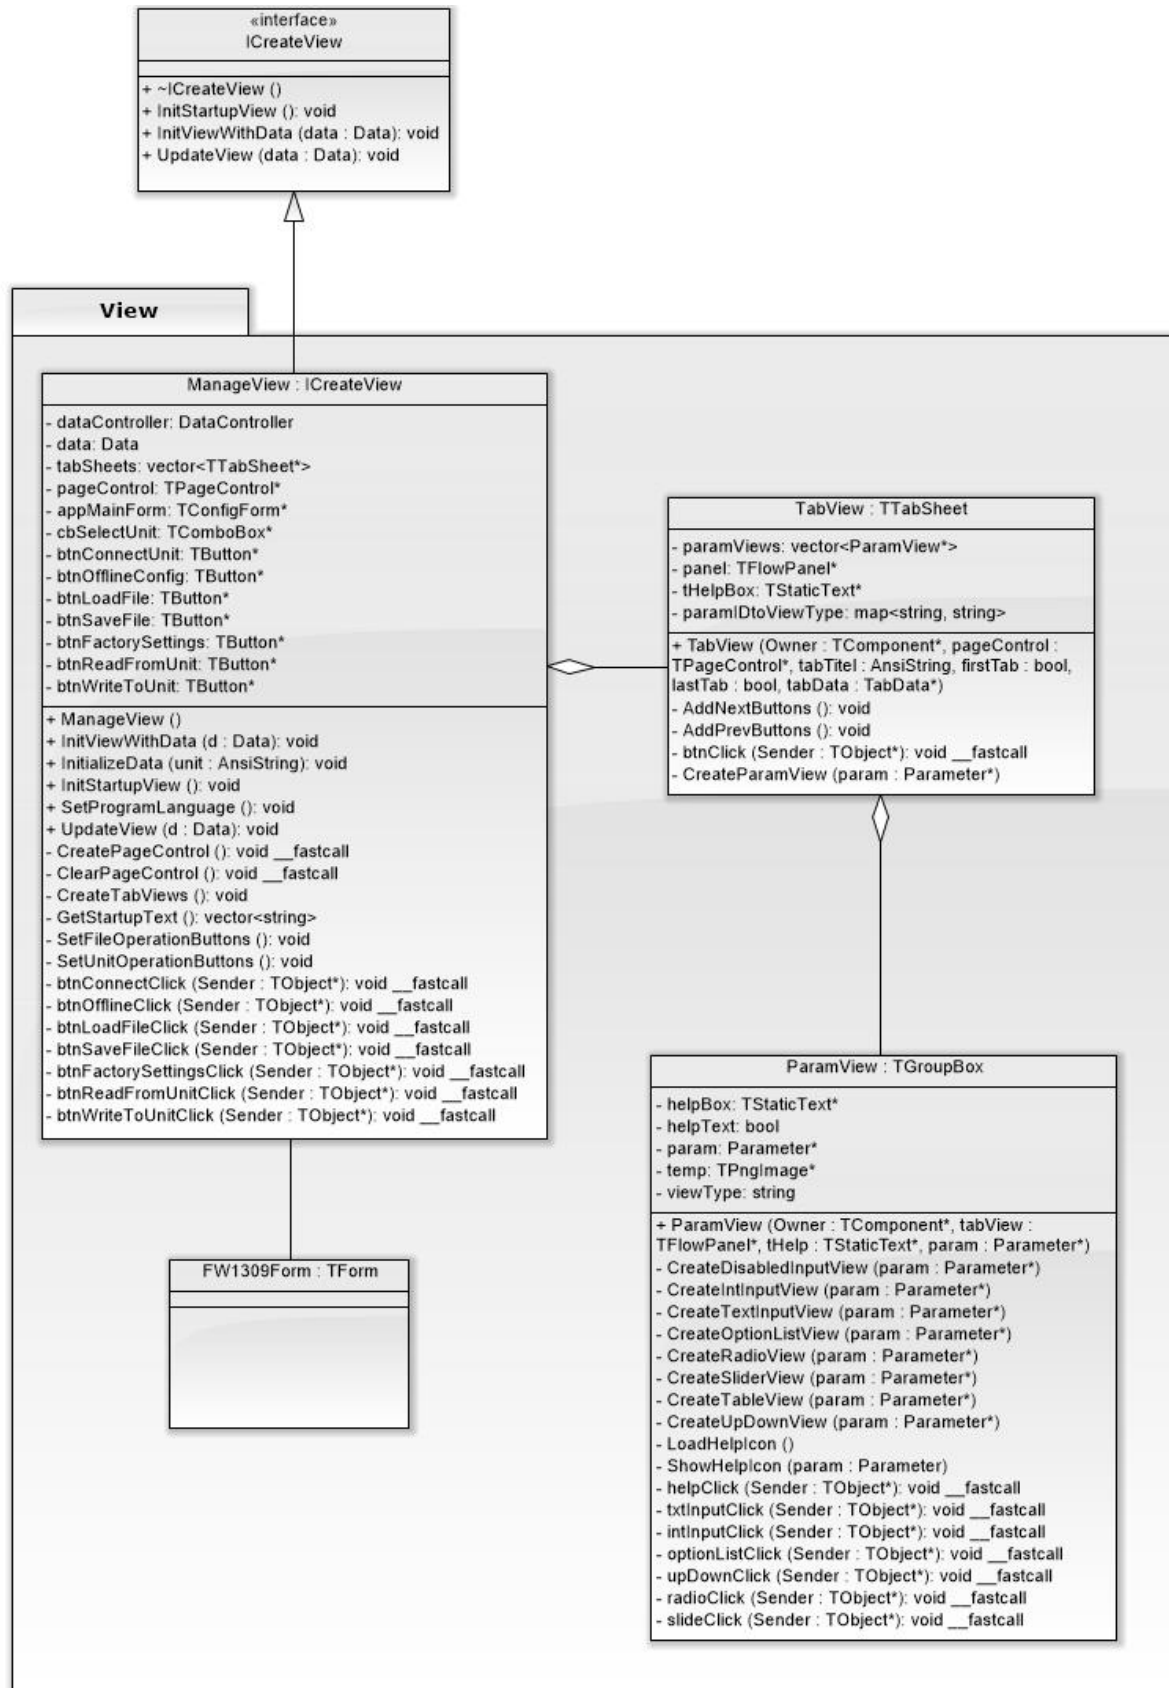 «interface»
ICreateView
+ ~ICreateView ()
+ InitStartupView (): void
+ InitViewWithData (data : Data): void
+ UpdateView (data : Data): void
View
ManageView : ICreateView
- dataController: DataController
- data: Data
- tabSheets: vector<TTabSheet*>
- pageControl: TPageControl*
- appMainForm: TConfigForm*
- cbSelectUnit: TComboBox*
- btnConnectUnit: TButton*
- btnOfflineConfig: TButton*
- btnLoadFile: TButton*
- btnSaveFile: TButton*
- btnFactorySettings: TButton*
- btnReadFromUnit: TButton*
- btnWriteToUnit: TButton*
+ ManageView ()
+ InitViewWithData (d : Data): void
+ InitializeData (unit : AnsiString): void
+ InitStartupView (): void
+ SetProgramLanguage (): void
+ UpdateView (d : Data): void
- CreatePageControl (): void __fastcall
- ClearPageControl (): void __fastcall
- CreateTabViews (): void
- GetStartupText (): vector<string>
- SetFileOperationButtons (): void
- SetUnitOperationButtons (): void
- btnConnectClick (Sender : TObject*): void __fastcall
- btnOfflineClick (Sender : TObject*): void __fastcall
- btnLoadFileClick (Sender : TObject*): void __fastcall
- btnSaveFileClick (Sender : TObject*): void __fastcall
- btnFactorySettingsClick (Sender : TObject*): void __fastcall
- btnReadFromUnitClick (Sender : TObject*): void __fastcall
- btnWriteToUnitClick (Sender : TObject*): void __fastcall
TabView : TTabSheet
- paramViews: vector<ParamView*>
- panel: TFlowPanel*
- tHelpBox: TStaticText*
- paramIDtoViewType: map<string, string>
+ TabView (Owner : TComponent*, pageControl :
TPageControl*, tabTitel : AnsiString, firstTab : bool,
lastTab : bool, tabData : TabData*)
- AddNextButtons (): void
- AddPrevButtons (): void
- btnClick (Sender : TObject*): void __fastcall
- CreateParamView (param : Parameter*)
FW1309Form : TForm
ParamView : TGroupBox
- helpBox: TStaticText*
- helpText: bool
- param: Parameter*
- temp: TPngImage*
- viewType: string
+ ParamView (Owner : TComponent*, tabView :
TFlowPanel*, tHelp : TStaticText*, param : Parameter*)
- CreateDisabledInputView (param : Parameter*)
- CreateIntInputView (param : Parameter*)
- CreateTextInputView (param : Parameter*)
- CreateOptionListView (param : Parameter*)
- CreateRadioView (param : Parameter*)
- CreateSliderView (param : Parameter*)
- CreateTableView (param : Parameter*)
- CreateUpDownView (param : Parameter*)
- LoadHelpIcon ()
- ShowHelpIcon (param : Parameter)
- helpClick (Sender : TObject*): void __fastcall
- txtInputClick (Sender : TObject*): void __fastcall
- intInputClick (Sender : TObject*): void __fastcall
- optionListClick (Sender : TObject*): void __fastcall
- upDownClick (Sender : TObject*): void __fastcall
- radioClick (Sender : TObject*): void __fastcall
- slideClick (Sender : TObject*): void __fastcall